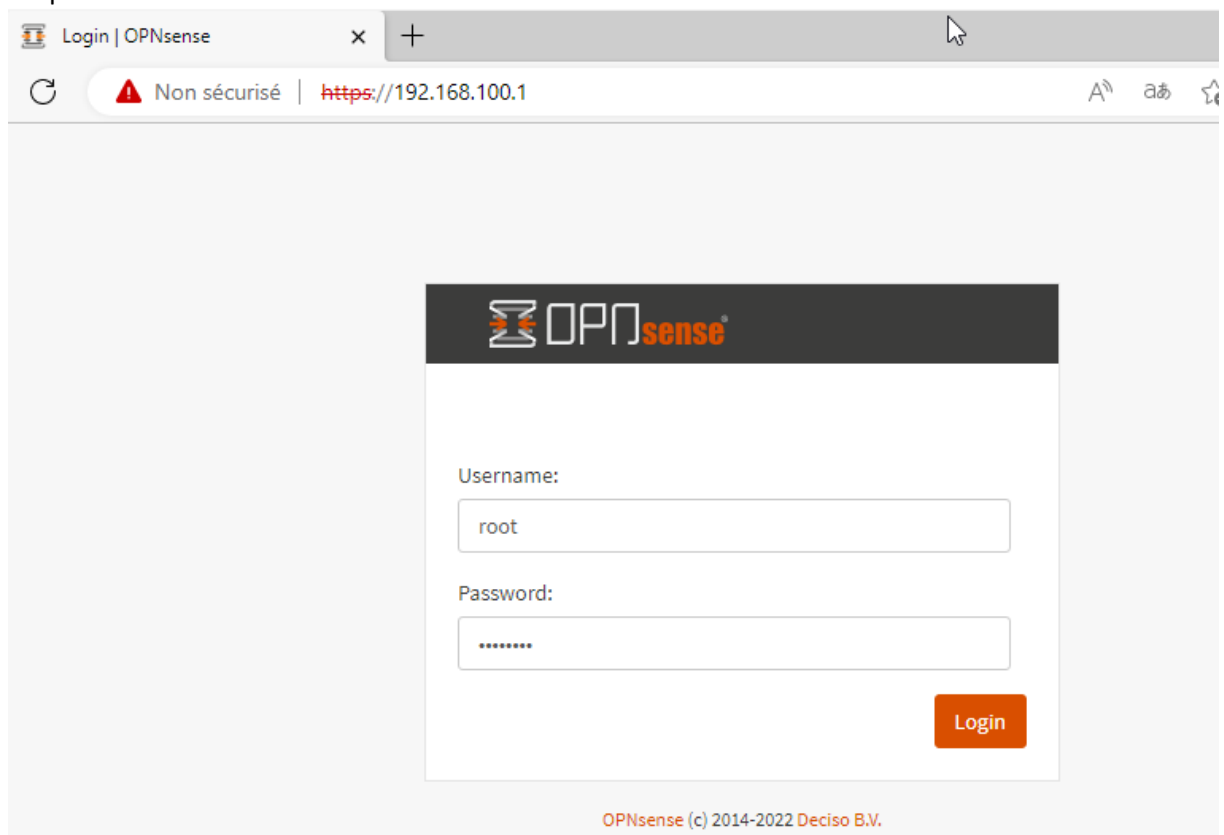 Login | OPNsense
Non sécurisé | https://192.168.100.1
OPNsense
Username:
root
Password:
••••••••
Login
OPNsense (c) 2014-2022 Deciso B.V.